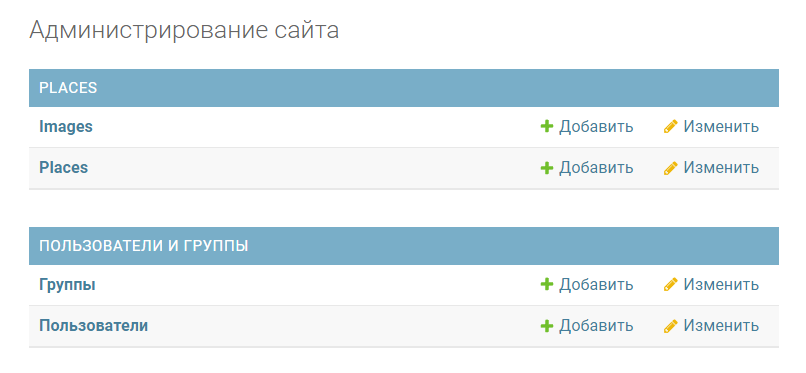 Администрирование сайта
PLACES
Images Добавить Изменить
Places Добавить Изменить
ПОЛЬЗОВАТЕЛИ И ГРУППЫ
Группы Добавить Изменить
Пользователи Добавить Изменить